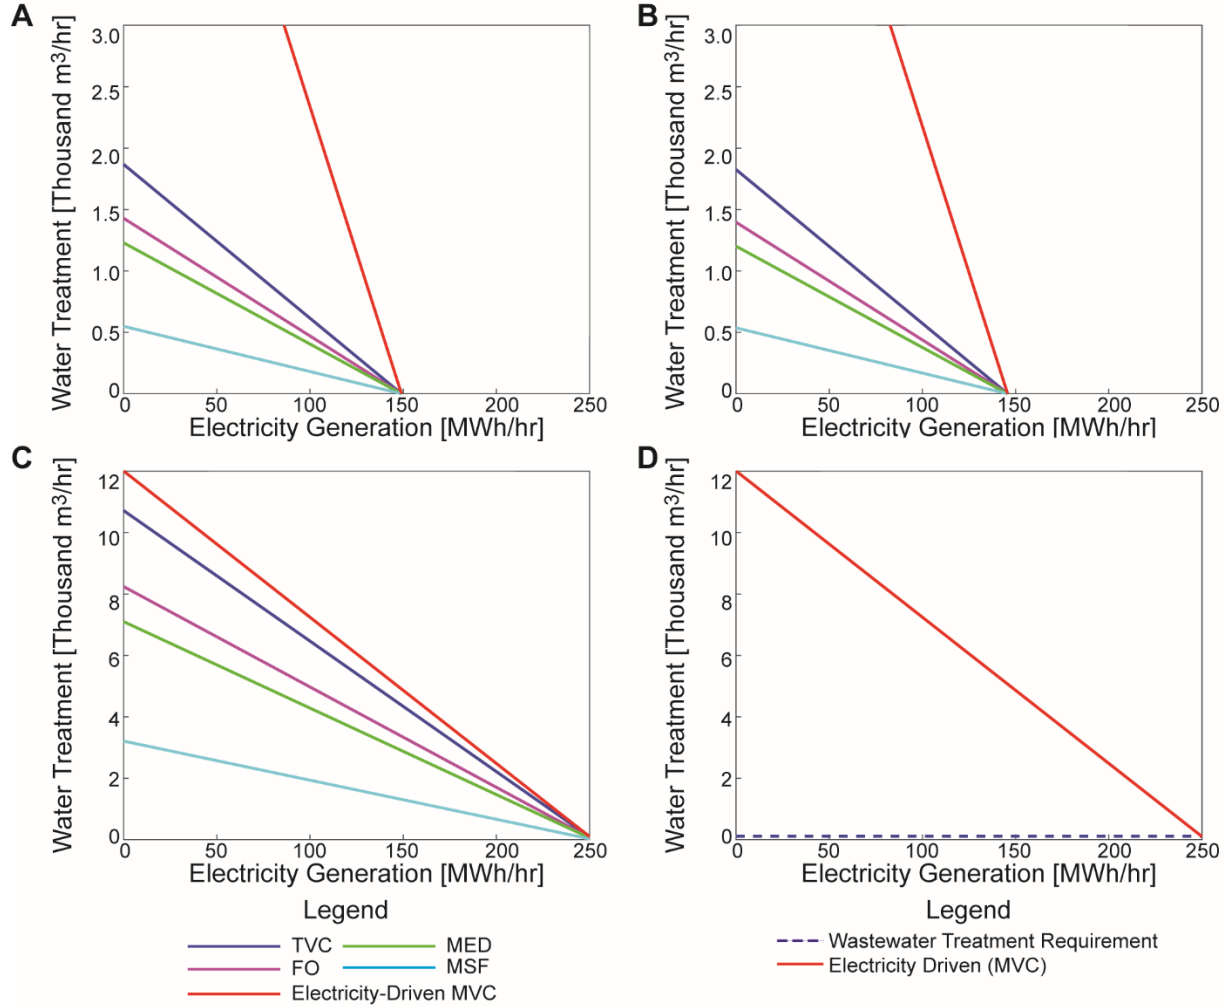 A
Water Treatment [Thousand m³/hr]
3.0
2.5
2.0
1.5
1.0
0.5
0
0 50 100 150 200 250
Electricity Generation [MWh/hr]
B
Water Treatment [Thousand m³/hr]
3.0
2.5
2.0
1.5
1.0
0.5
0
0 50 100 150 200 250
Electricity Generation [MWh/hr]
C
Water Treatment [Thousand m³/hr]
12
10
8
6
4
2
0
0 50 100 150 200 250
Electricity Generation [MWh/hr]
D
Water Treatment [Thousand m³/hr]
12
10
8
6
4
2
0
0 50 100 150 200 250
Electricity Generation [MWh/hr]
Legend
TVC MED
FO MSF
Electricity-Driven MVC
Legend
Wastewater Treatment Requirement
Electricity Driven (MVC)